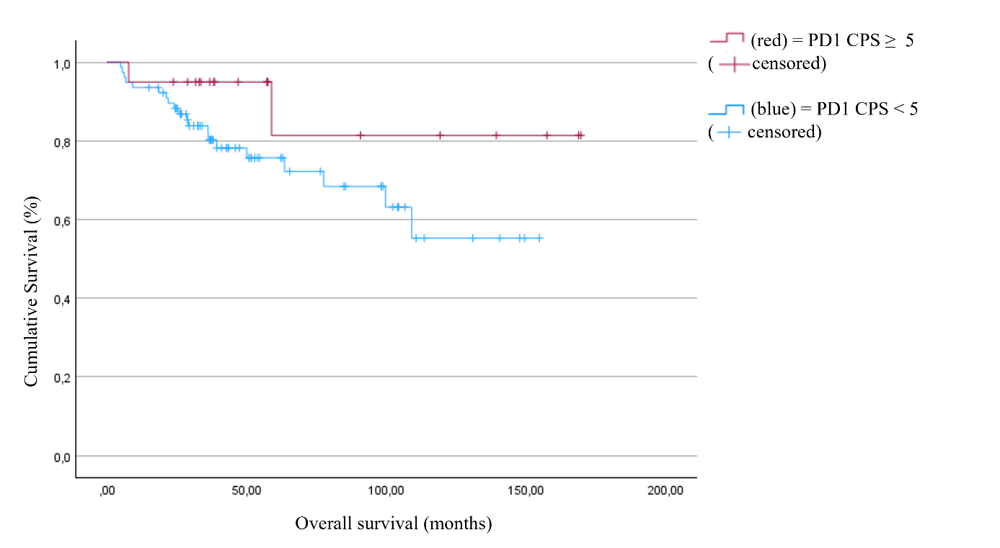 (red) = PD1 CPS ≥ 5
( censored)
(blue) = PD1 CPS < 5
( censored)
Cumulative Survival (%)
1,0
0,8
0,6
0,4
0,2
0,0
,00 50,00 100,00 150,00 200,00
Overall survival (months)